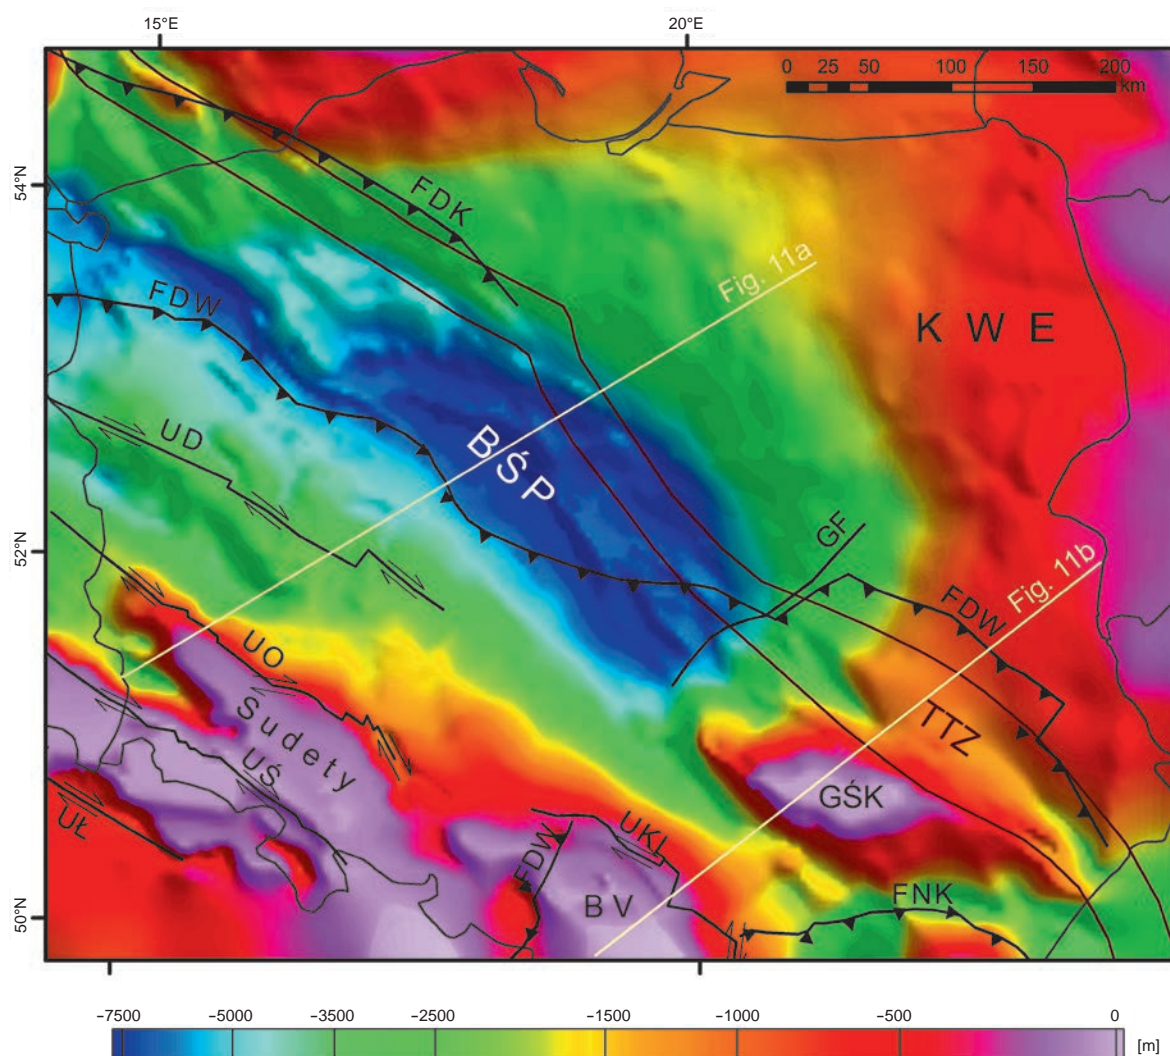 15°E
20°E
0 25 50 100 150 200
km
54°N
FDK
Fig. 11a
FDW
K W E
UD
BŚP
52°N
GF
Fig. 11b
FDW
UO
Sudety
TTZ
UŚ
GŚK
UŁ
UKL
FDW
BV
FNK
50°N
-7500 -5000 -3500 -2500 -1500 -1000 -500 0
[m]